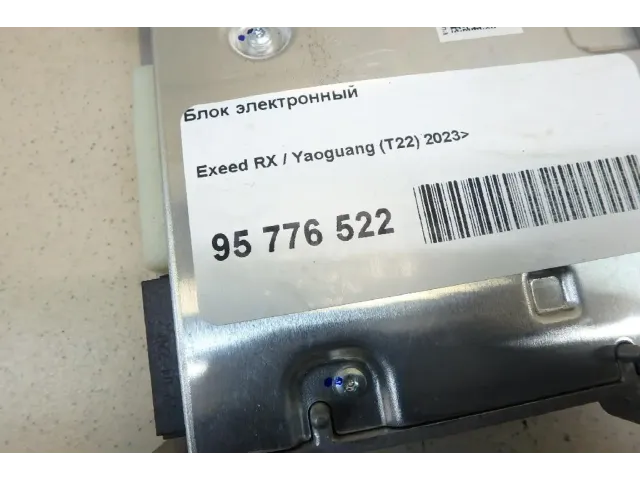 Блок электронный
Exeed RX / Yaoguang (T22) 2023>
95 776 522